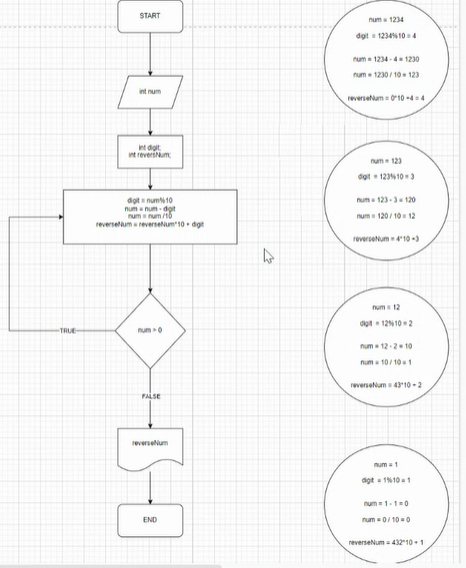 START
int num
int digit;
int reversNum;
digit = num%10
num = num - digit
num = num /10
reverseNum = reverseNum*10 + digit
num > 0
TRUE
FALSE
reverseNum
END
num = 1234
digit = 1234%10 = 4
num = 1234 - 4 = 1230
num = 1230 / 10 = 123
reverseNum = 0*10 +4 = 4
num = 123
digit = 123%10 = 3
num = 123 - 3 = 120
num = 120 / 10 = 12
reverseNum = 4*10 +3
num = 12
digit = 12%10 = 2
num = 12 - 2 = 10
num = 10 / 10 = 1
reverseNum = 43*10 + 2
num = 1
digit = 1%10 = 1
num = 1 - 1 = 0
num = 0 / 10 = 0
reverseNum = 432*10 + 1